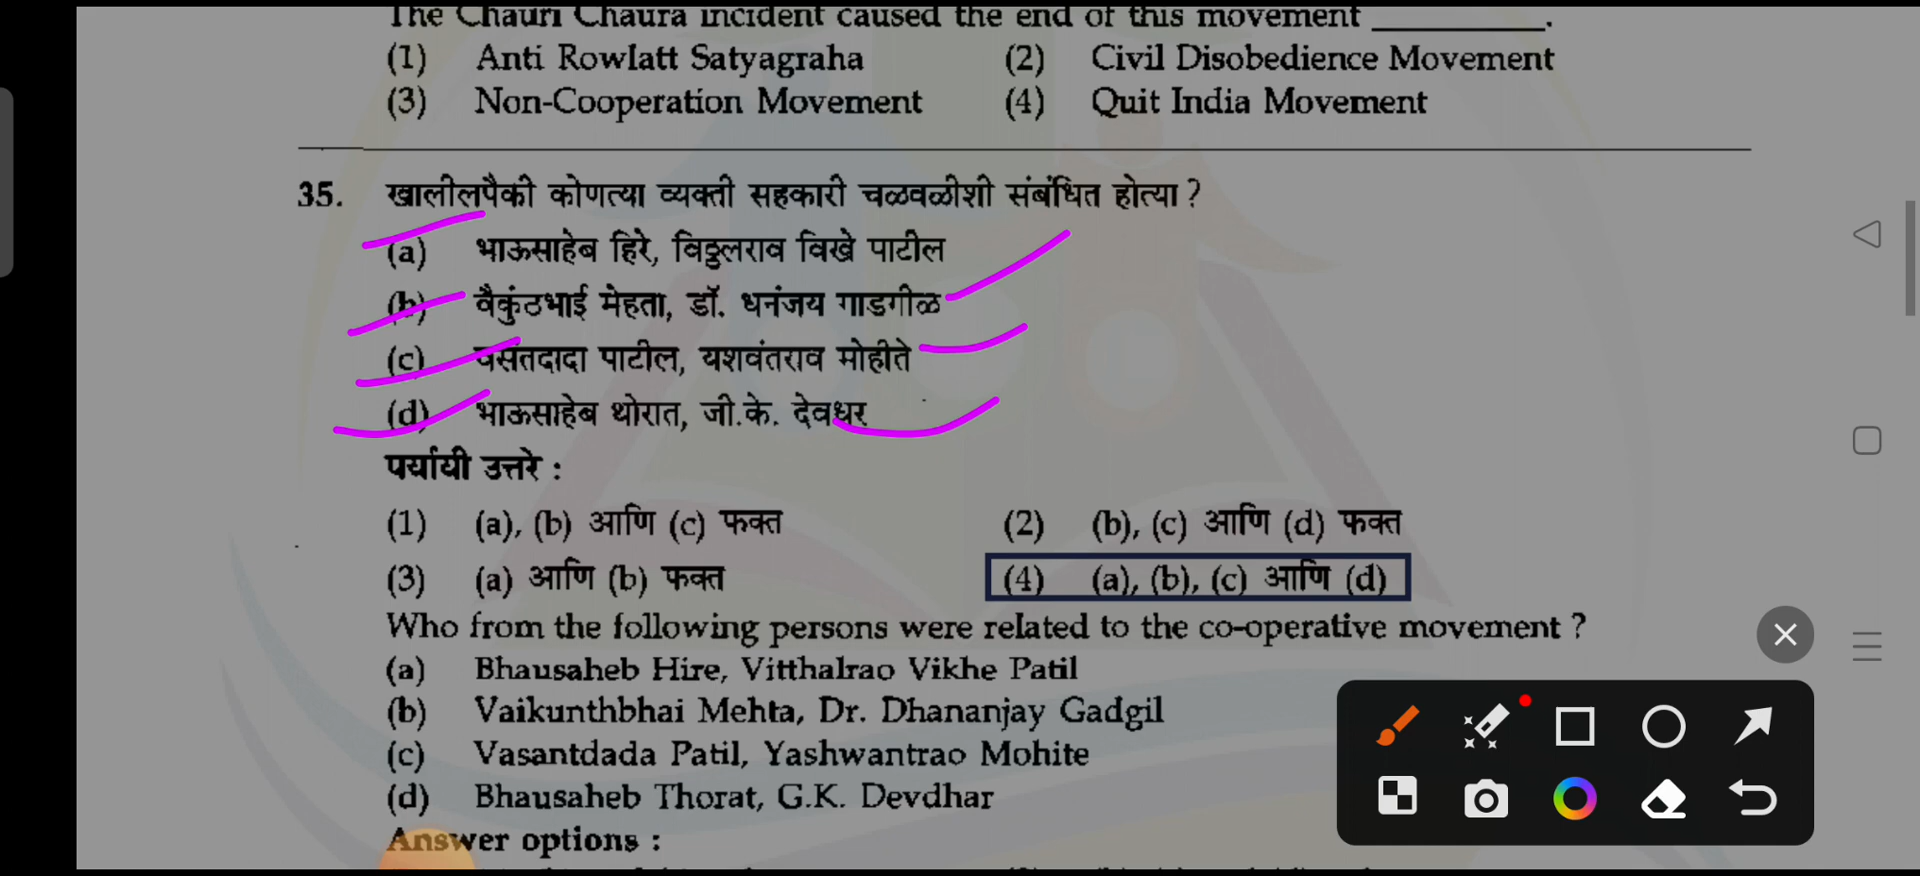 The Chauri Chaura incident caused the end of this movement ________.
(1) Anti Rowlatt Satyagraha (2) Civil Disobedience Movement
(3) Non-Cooperation Movement (4) Quit India Movement
35. खालीलपैकी कोणत्या व्यक्ती सहकारी चळवळीशी संबंधित होत्या ?
(a) भाऊसाहेब हिरे, विठ्ठलराव विखे पाटील
(b) वैकुंठभाई मेहता, डॉ. धनंजय गाडगीळ
(c) वसंतदादा पाटील, यशवंतराव मोहीते
(d) भाऊसाहेब थोरात, जी.के. देवधर
पर्यायी उत्तरे :
(1) (a), (b) आणि (c) फक्त (2) (b), (c) आणि (d) फक्त
(3) (a) आणि (b) फक्त (4) (a), (b), (c) आणि (d)
Who from the following persons were related to the co-operative movement ?
(a) Bhausaheb Hire, Vitthalrao Vikhe Patil
(b) Vaikunthbhai Mehta, Dr. Dhananjay Gadgil
(c) Vasantdada Patil, Yashwantrao Mohite
(d) Bhausaheb Thorat, G.K. Devdhar
Answer options :